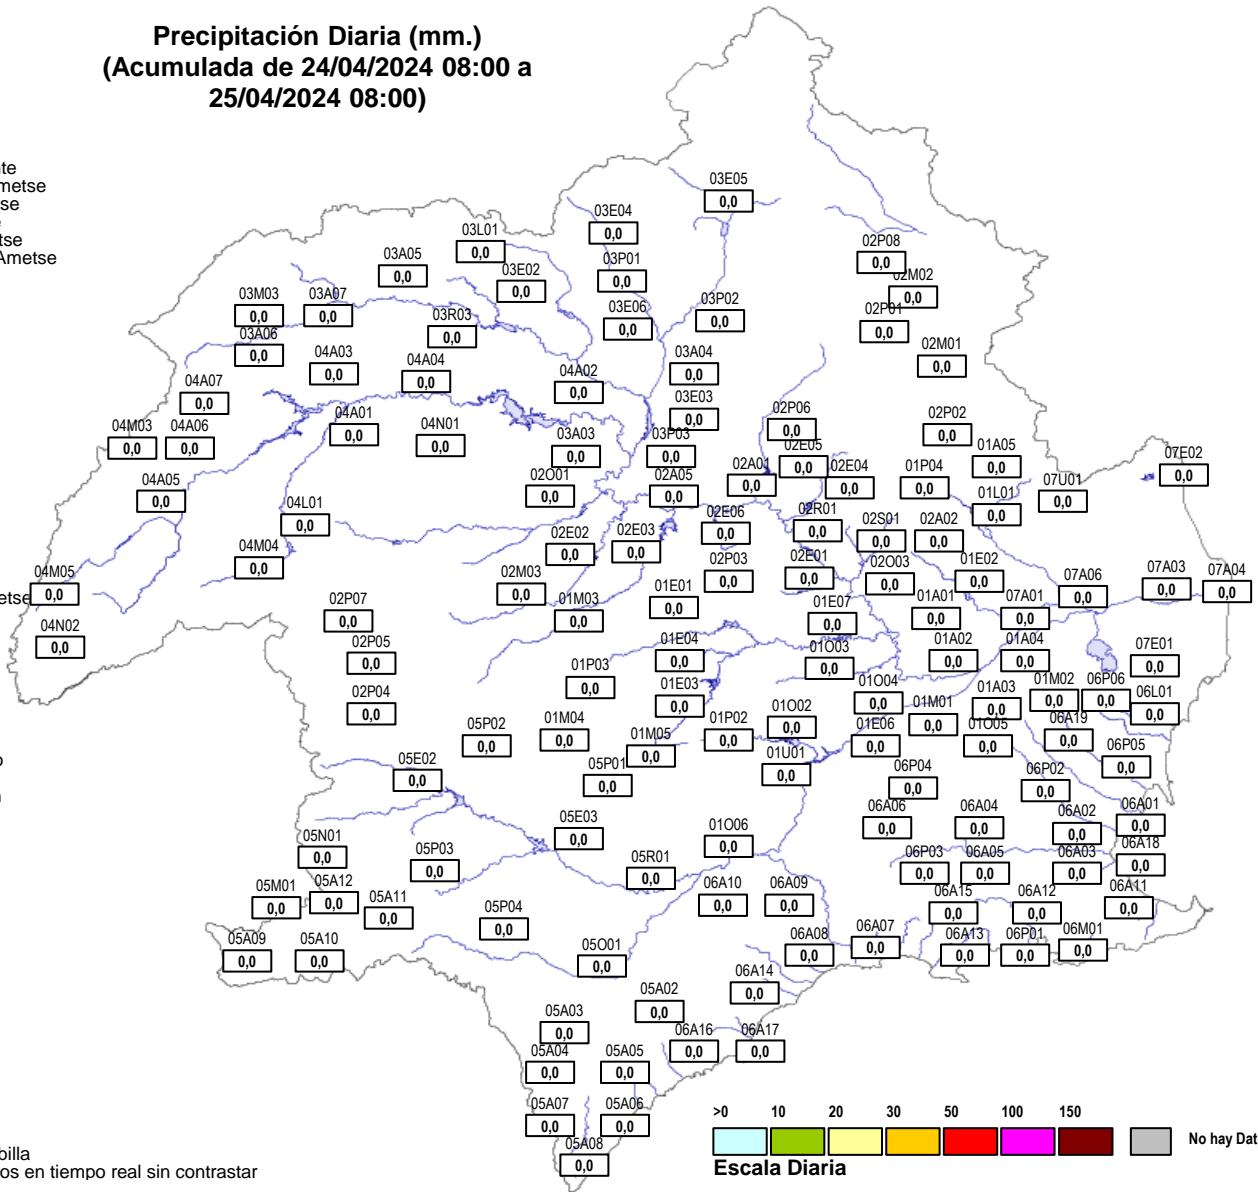 Precipitación Diaria (mm.)
(Acumulada de 24/04/2024 08:00 a
25/04/2024 08:00)
03E05
0,0
03E04
0,0
03L01
0,0
03A05
0,0
03E02
0,0
03P01
0,0
02P08
0,0
02M02
0,0
03M03
0,0
03A07
0,0
03R03
0,0
03E06
0,0
03P02
0,0
02P01
0,0
03A06
0,0
04A03
0,0
04A04
0,0
04A02
0,0
03A04
0,0
02M01
0,0
04A07
0,0
03E03
0,0
04M03
0,0
04A06
0,0
04A01
0,0
04N01
0,0
03A03
0,0
03P03
0,0
02P06
0,0
02E05
0,0
02P02
0,0
01A05
0,0
07E02
0,0
04A05
0,0
02O01
0,0
02A05
0,0
02A01
0,0
02E04
0,0
01P04
0,0
01L01
0,0
07U01
0,0
04L01
0,0
02E06
0,0
02R01
0,0
02S01
0,0
02A02
0,0
04M04
0,0
02E02
0,0
02E03
0,0
02P03
0,0
02E01
0,0
02O03
0,0
01E02
0,0
04M05
0,0
02M03
0,0
01M03
0,0
01E01
0,0
07A06
0,0
07A03
0,0
07A04
0,0
etse
04N02
0,0
02P07
0,0
01E07
0,0
01A01
0,0
07A01
0,0
02P05
0,0
01E04
0,0
01O03
0,0
01A02
0,0
01A04
0,0
07E01
0,0
02P04
0,0
01P03
0,0
01E03
0,0
01O04
0,0
01M01
0,0
01A03
0,0
01M02
0,0
06P06
0,0
06L01
0,0
05P02
0,0
01M04
0,0
01M05
0,0
01P02
0,0
01O02
0,0
01E06
0,0
01O05
0,0
06A19
0,0
06P05
0,0
05E02
0,0
05P01
0,0
01U01
0,0
06P04
0,0
06P02
0,0
05E03
0,0
01O06
0,0
06A06
0,0
06A04
0,0
06A02
0,0
06A01
0,0
05N01
0,0
05P03
0,0
05R01
0,0
06P03
0,0
06A05
0,0
06A03
0,0
06A18
0,0
05M01
0,0
05A12
0,0
05A11
0,0
06A10
0,0
06A09
0,0
06A15
0,0
06A12
0,0
06A11
0,0
05A09
0,0
05A10
0,0
05P04
0,0
05O01
0,0
06A08
0,0
06A07
0,0
06A13
0,0
06P01
0,0
06M01
0,0
05A02
0,0
06A14
0,0
05A03
0,0
06A16
0,0
06A17
0,0
05A04
0,0
05A05
0,0
05A07
0,0
05A06
0,0
05A08
0,0
>0 10 20 30 50 100 150
No hay Dat
Escala Diaria
billa
os en tiempo real sin contrastar